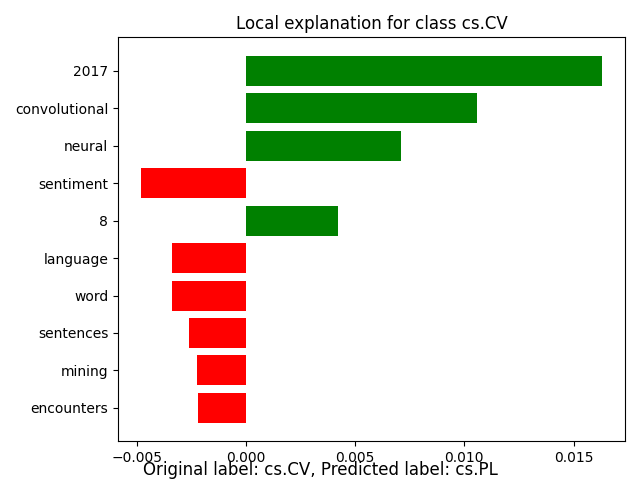 Local explanation for class cs.CV
2017
convolutional
neural
sentiment
8
language
word
sentences
mining
encounters
−0.005 0.000 0.005 0.010 0.015
Original label: cs.CV, Predicted label: cs.PL